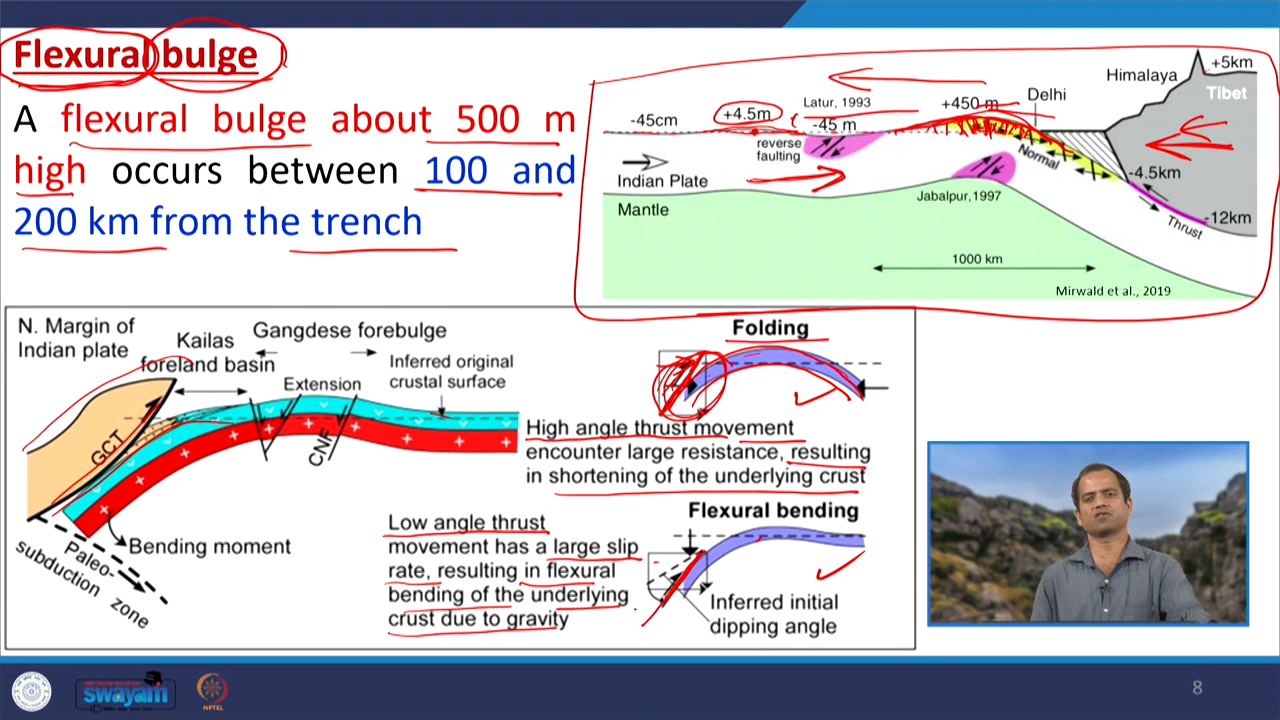 Flexural bulge
A flexural bulge about 500 m
high occurs between 100 and
200 km from the trench
Himalaya
+5km
Tibet
Delhi
+450 m
Latur, 1993
+4.5m
-45cm
-45 m
reverse
faulting
Normal
Indian Plate
-4.5km
Jabalpur,1997
Mantle
-12km
Thrust
1000 km
Mirwald et al., 2019
N. Margin of
Indian plate
Kailas
foreland basin
Gangdese forebulge
Extension
Inferred original
crustal surface
GCT
CNF
Bending moment
Paleo-
subduction zone
Folding
High angle thrust movement
encounter large resistance, resulting
in shortening of the underlying crust
Flexural bending
Low angle thrust
movement has a large slip
rate, resulting in flexural
bending of the underlying
crust due to gravity
Inferred initial
dipping angle
swayam
NPTEL
8